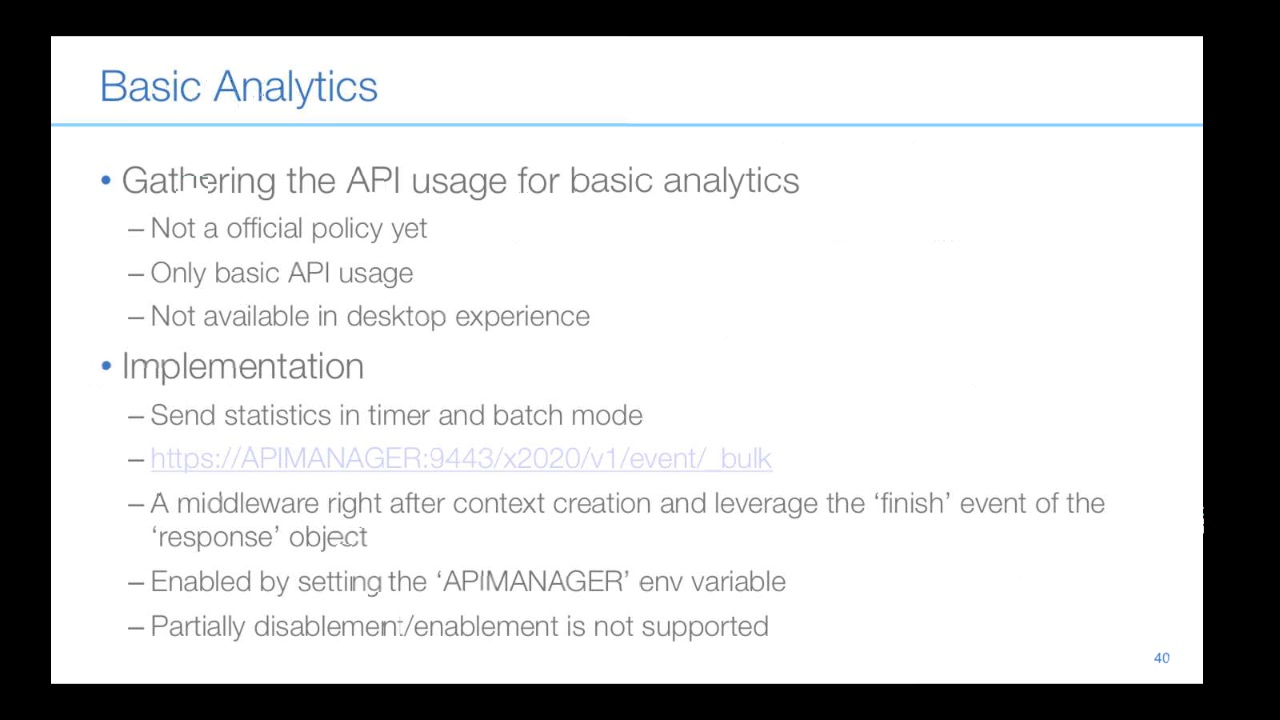 Basic Analytics
• Gathering the API usage for basic analytics
– Not a official policy yet
– Only basic API usage
– Not available in desktop experience
• Implementation
– Send statistics in timer and batch mode
– https://APIMANAGER:9443/x2020/v1/event/_bulk
– A middleware right after context creation and leverage the ‘finish’ event of the
‘response’ object
– Enabled by setting the ‘APIMANAGER’ env variable
– Partially disablement/enablement is not supported
40